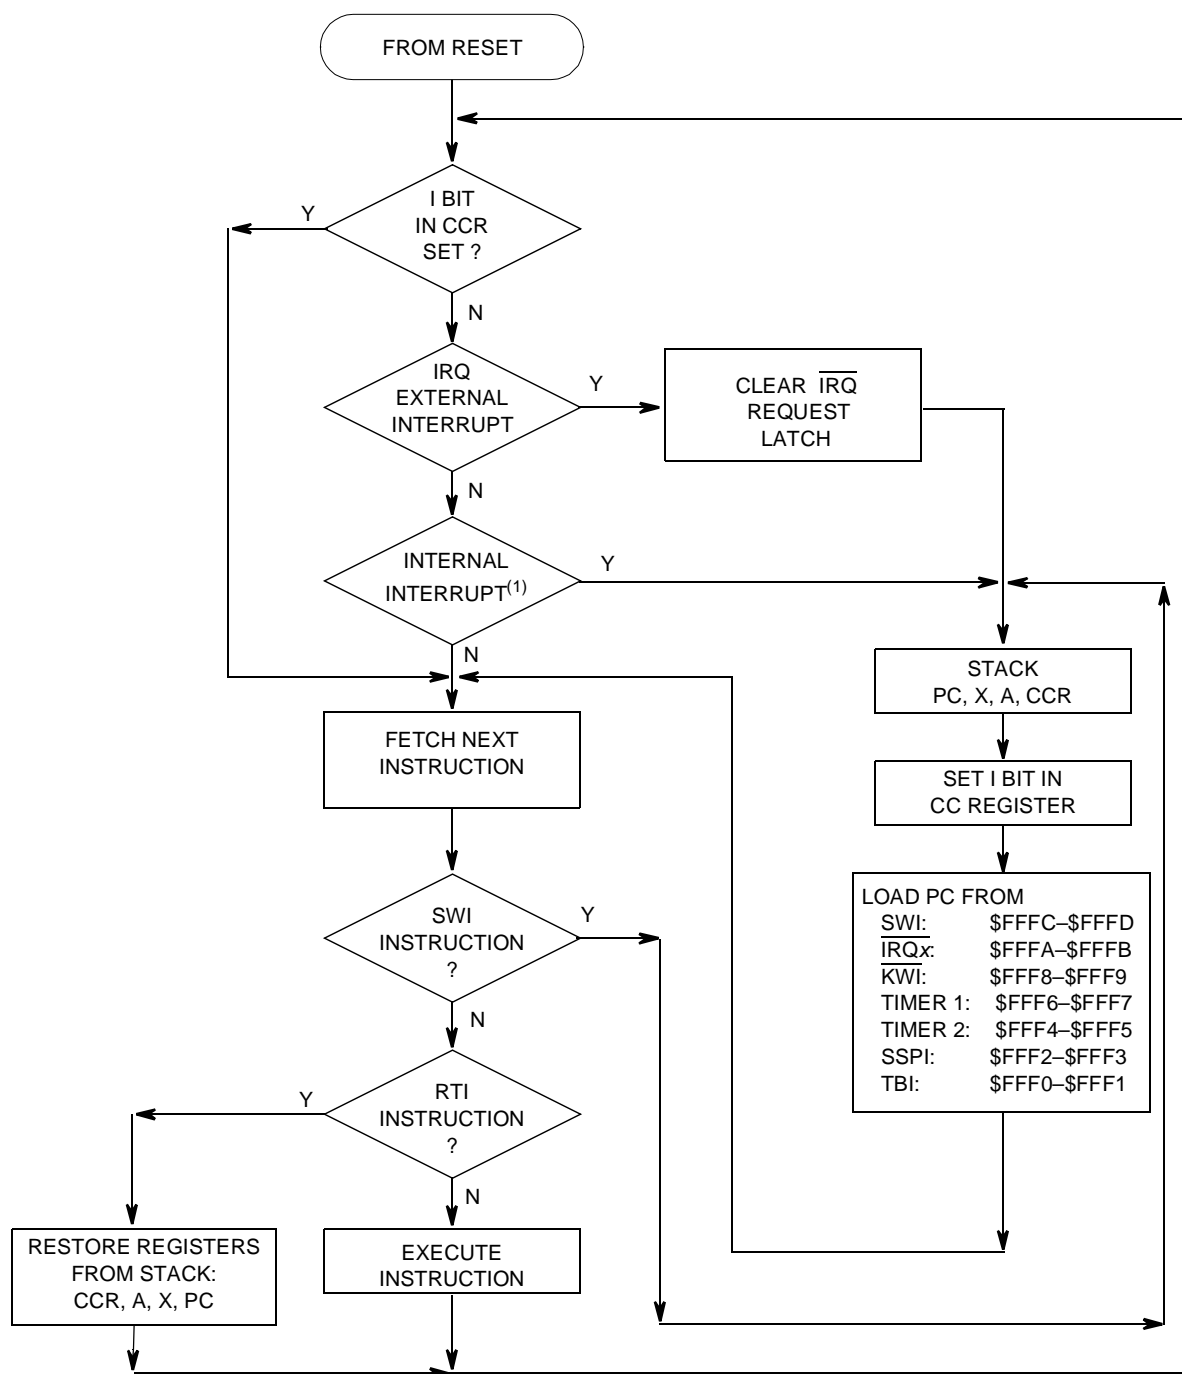 FROM RESET
I BIT
IN CCR
SET ?
Y
N
IRQ
EXTERNAL
INTERRUPT
Y
CLEAR IRQ
REQUEST
LATCH
N
INTERNAL
INTERRUPT(1)
Y
N
STACK
PC, X, A, CCR
FETCH NEXT
INSTRUCTION
SET I BIT IN
CC REGISTER
SWI
INSTRUCTION
?
Y
LOAD PC FROM
SWI: $FFFC–$FFFD
IRQx: $FFFA–$FFFB
KWI: $FFF8–$FFF9
TIMER 1: $FFF6–$FFF7
TIMER 2: $FFF4–$FFF5
SSPI: $FFF2–$FFF3
TBI: $FFF0–$FFF1
N
RTI
INSTRUCTION
?
Y
N
RESTORE REGISTERS
FROM STACK:
CCR, A, X, PC
EXECUTE
INSTRUCTION